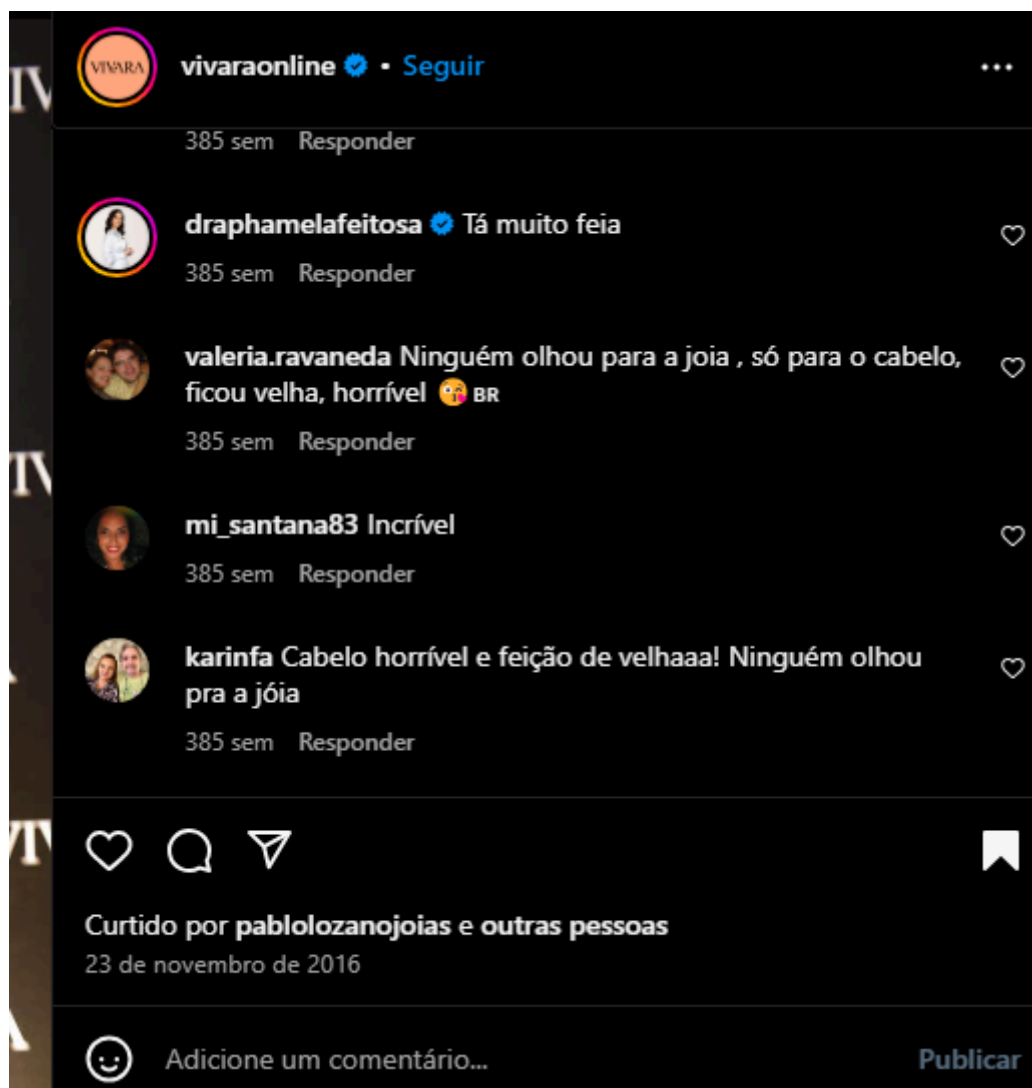 VIVARA
vivaraonline • Seguir
385 sem Responder
draphamelafeitosa Tá muito feia
385 sem Responder
valeria.ravaneda Ninguém olhou para a joia , só para o cabelo,
ficou velha, horrível 😘 BR
385 sem Responder
mi_santana83 Incrível
385 sem Responder
karinfa Cabelo horrível e feição de velhaaa! Ninguém olhou
pra a jóia
385 sem Responder
Curtido por pablolozanojoias e outras pessoas
23 de novembro de 2016
Adicione um comentário...
Publicar